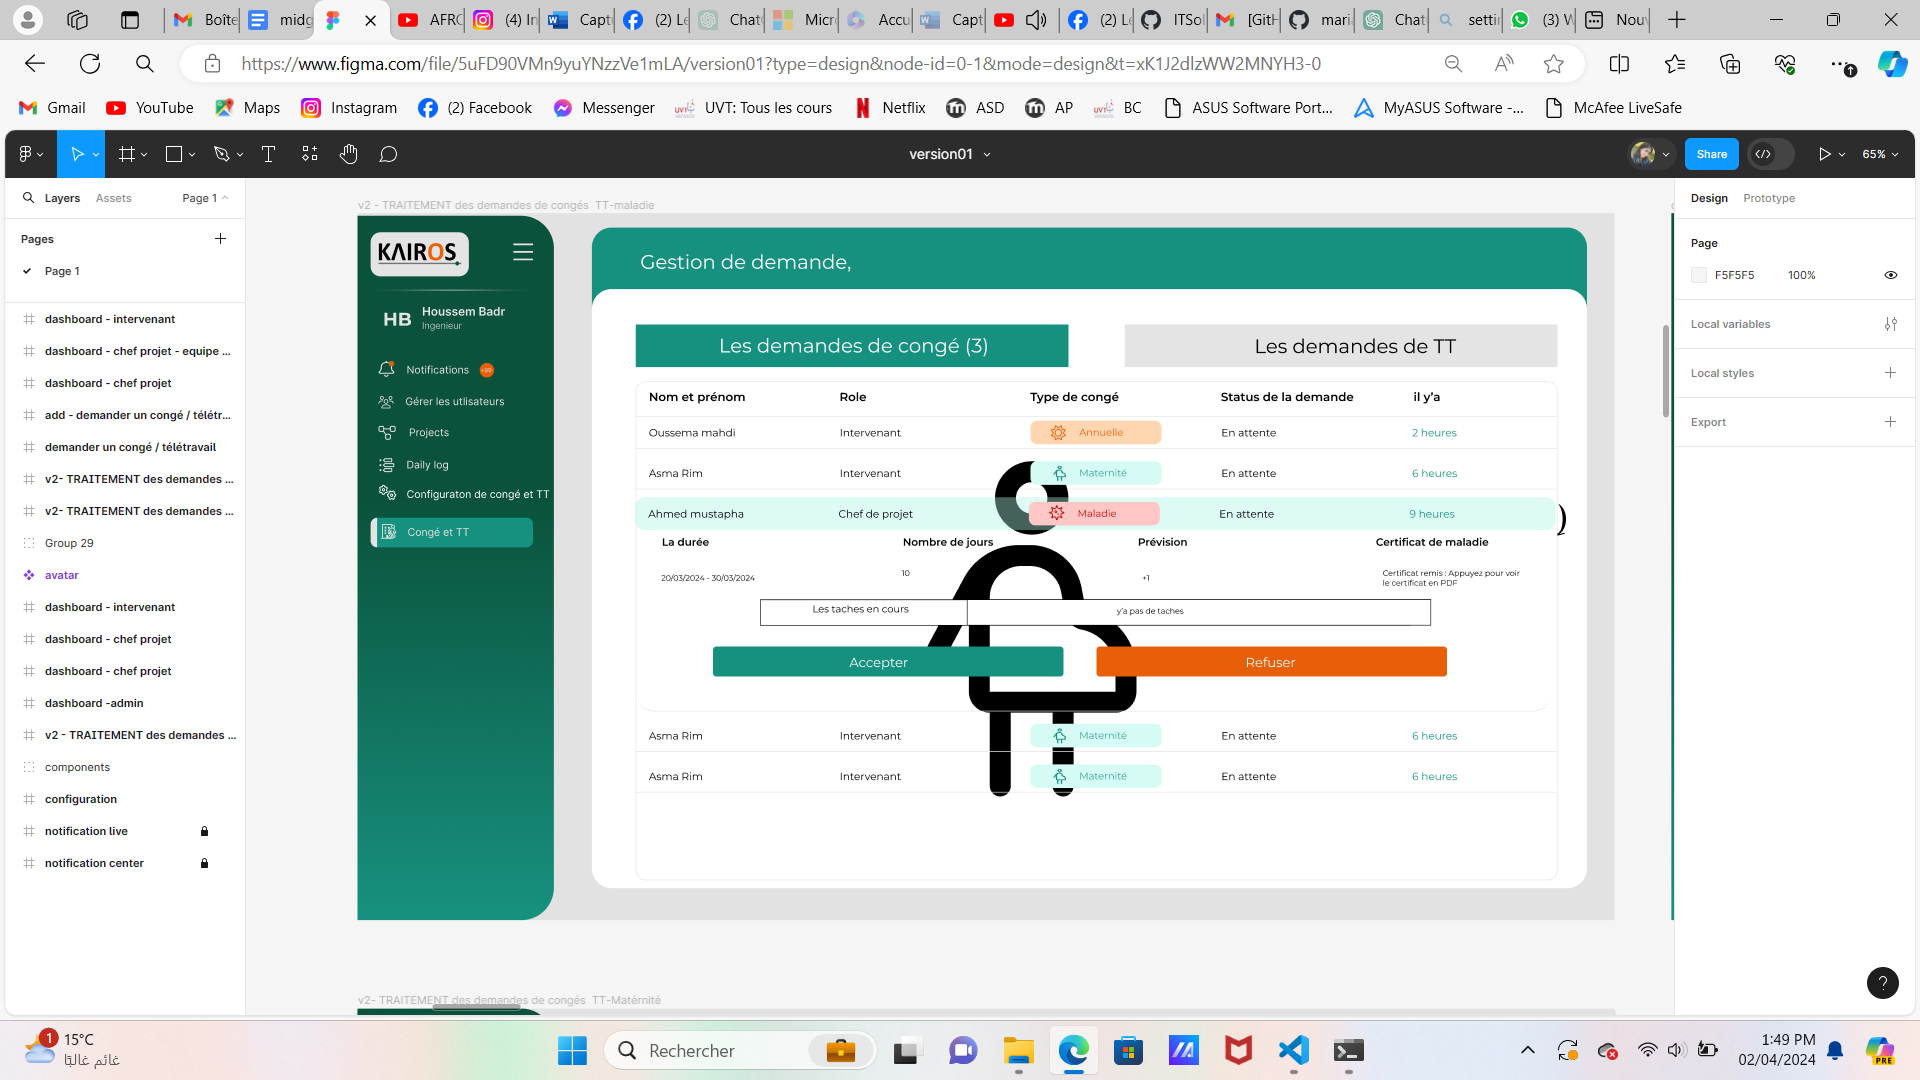 Boîte
midg
AFRC
(4) In
Capt
(2) Le
Chat
Micr
Accu
Capt
(2) Le
ITSol
[GitH
maria
Chat
settin
(3) W
Nouv
https://www.figma.com/file/5uFD90VMn9yuYNzzVe1mLA/version01?type=design&node-id=0-1&mode=design&t=xK1J2dIzWW2MNYH3-0
Gmail
YouTube
Maps
Instagram
(2) Facebook
Messenger
UVT: Tous les cours
Netflix
ASD
AP
BC
ASUS Software Port...
MyASUS Software -...
McAfee LiveSafe
version01
Share
65%
Layers
Assets
Page 1
Pages
Page 1
dashboard - intervenant
dashboard - chef projet - equipe ...
dashboard - chef projet
add - demander un congé / télétr...
demander un congé / télétravail
v2- TRAITEMENT des demandes ...
v2- TRAITEMENT des demandes ...
Group 29
avatar
dashboard - intervenant
dashboard - chef projet
dashboard - chef projet
dashboard -admin
v2 - TRAITEMENT des demandes ...
components
configuration
notification live
notification center
v2 - TRAITEMENT des demandes de congés TT-maladie
KAIROS
HB
Houssem Badr
Ingenieur
Notifications
+99
Gérer les utlisateurs
Projects
Daily log
Configuraton de congé et TT
Congé et TT
Gestion de demande,
Les demandes de congé (3)
Les demandes de TT
Nom et prénom Role Type de congé Status de la demande il y'a
Oussema mahdi Intervenant Annuelle En attente 2 heures
Asma Rim Intervenant Maternité En attente 6 heures
Ahmed mustapha Chef de projet Maladie En attente 9 heures
)
La durée Nombre de jours Prévision Certificat de maladie
20/03/2024 - 30/03/2024 10 +1 Certificat remis : Appuyez pour voir
le certificat en PDF
Les taches en cours y'a pas de taches
Accepter Refuser
Asma Rim Intervenant Maternité En attente 6 heures
Asma Rim Intervenant Maternité En attente 6 heures
v2- TRAITEMENT des demandes de congés TT-Matérnité
Design
Prototype
Page
F5F5F5
100%
Local variables
Local styles
Export
?
1
15°C
غائم غالبًا
Rechercher
1:49 PM
02/04/2024
PRE